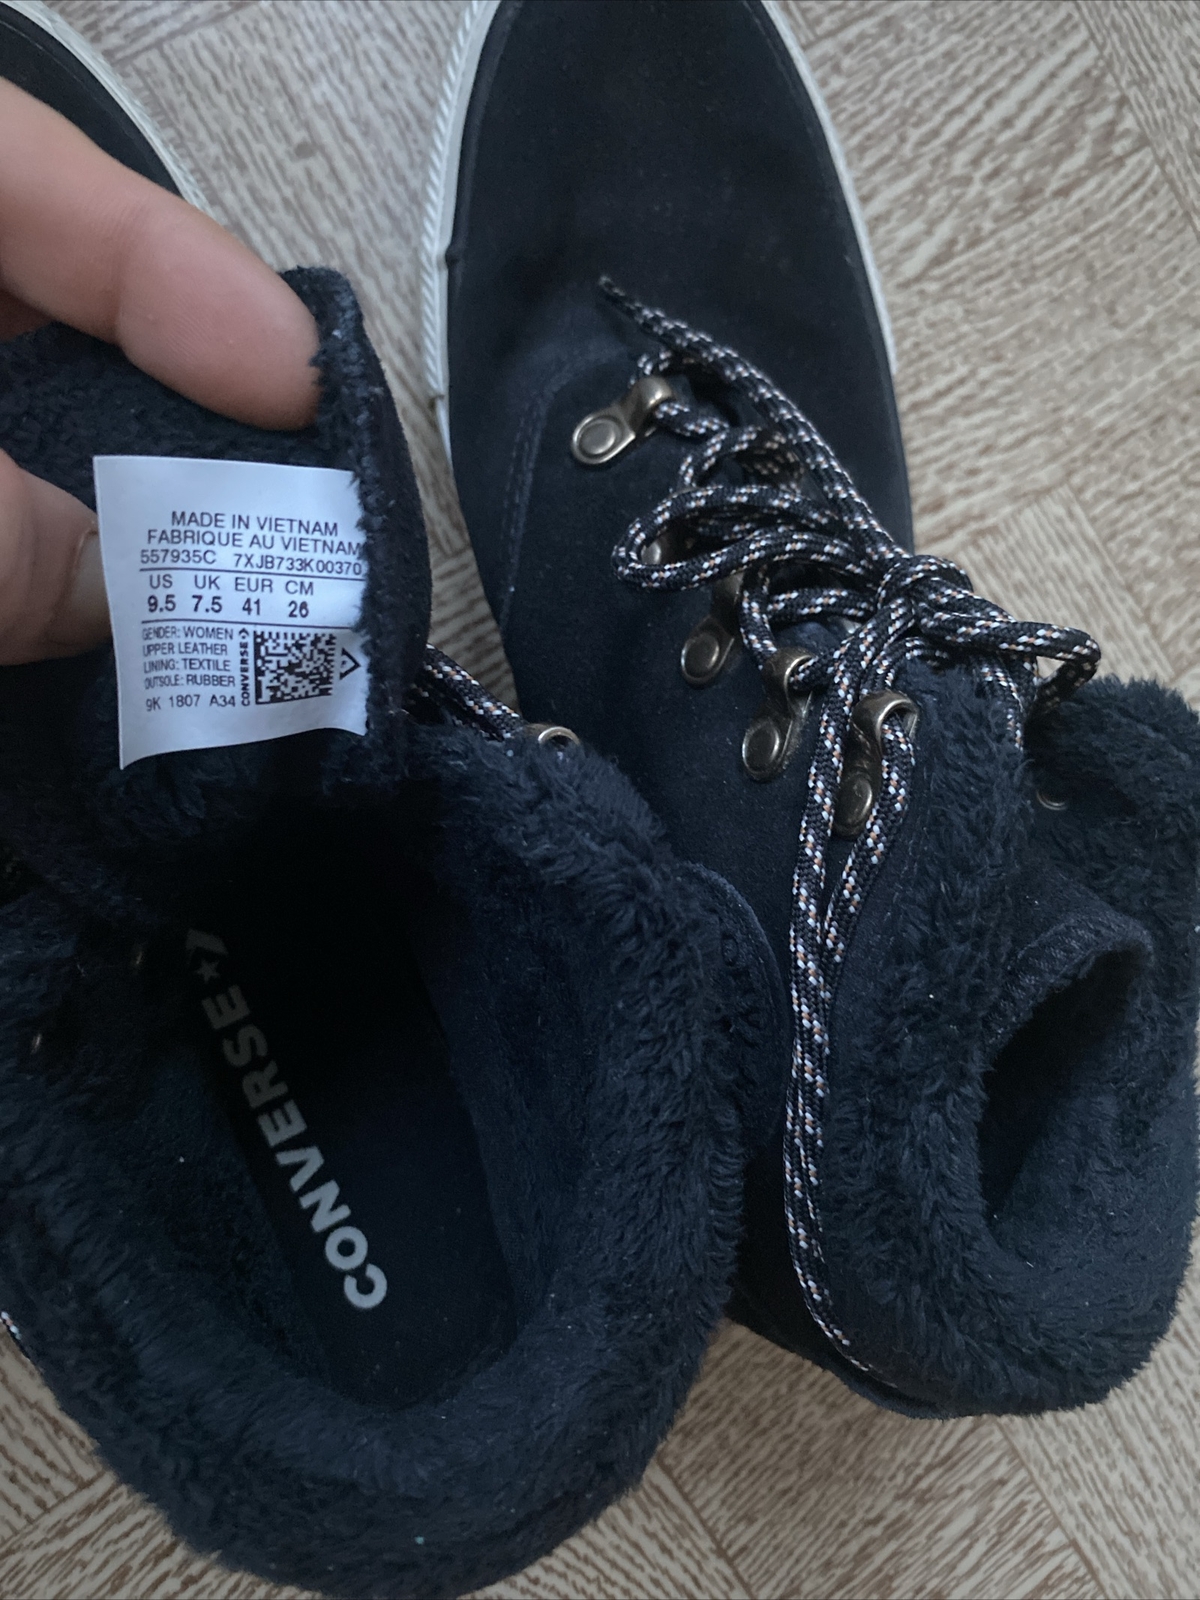 MADE IN VIETNAM
FABRIQUE AU VIETNAM
557935C 7XJB733K00370
US UK EUR CM
9.5 7.5 41 26
GENDER: WOMEN
UPPER LEATHER
LINING: TEXTILE
OUTSOLE: RUBBER
CONVERSE
9K 1807 A34
CONVERSE